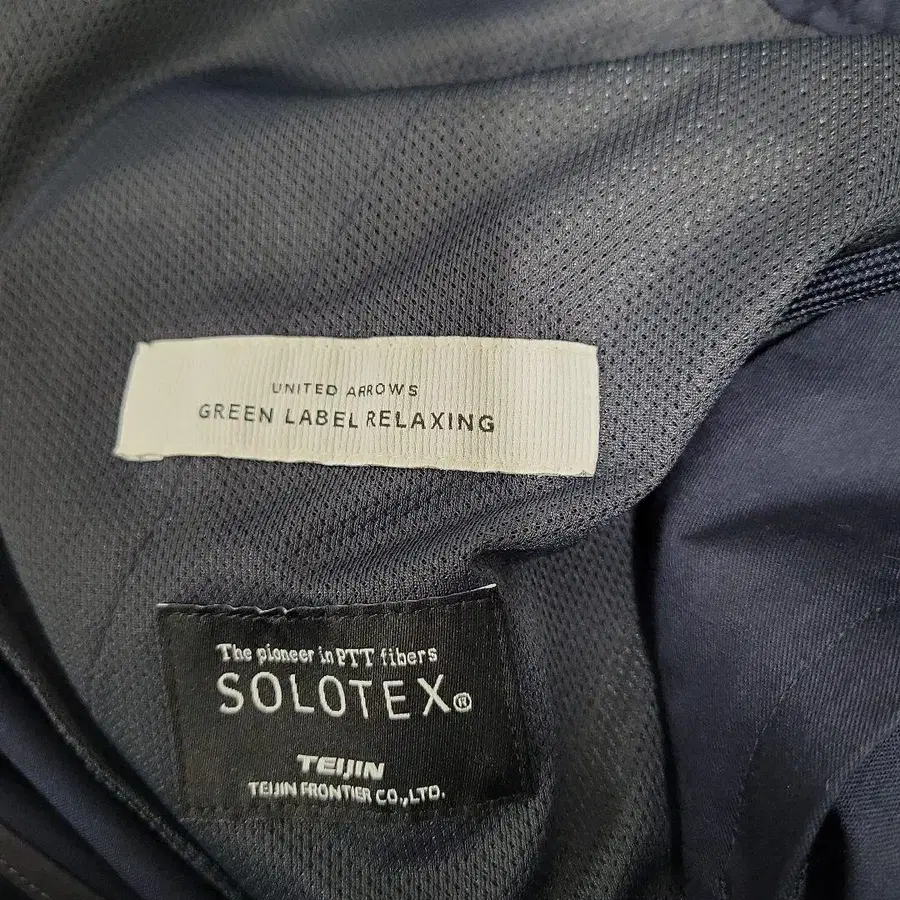 UNITED ARROWS
GREEN LABEL RELAXING
The pioneer in PTT fibers
SOLOTEX®
TEIJIN
TEIJIN FRONTIER CO.,LTD.